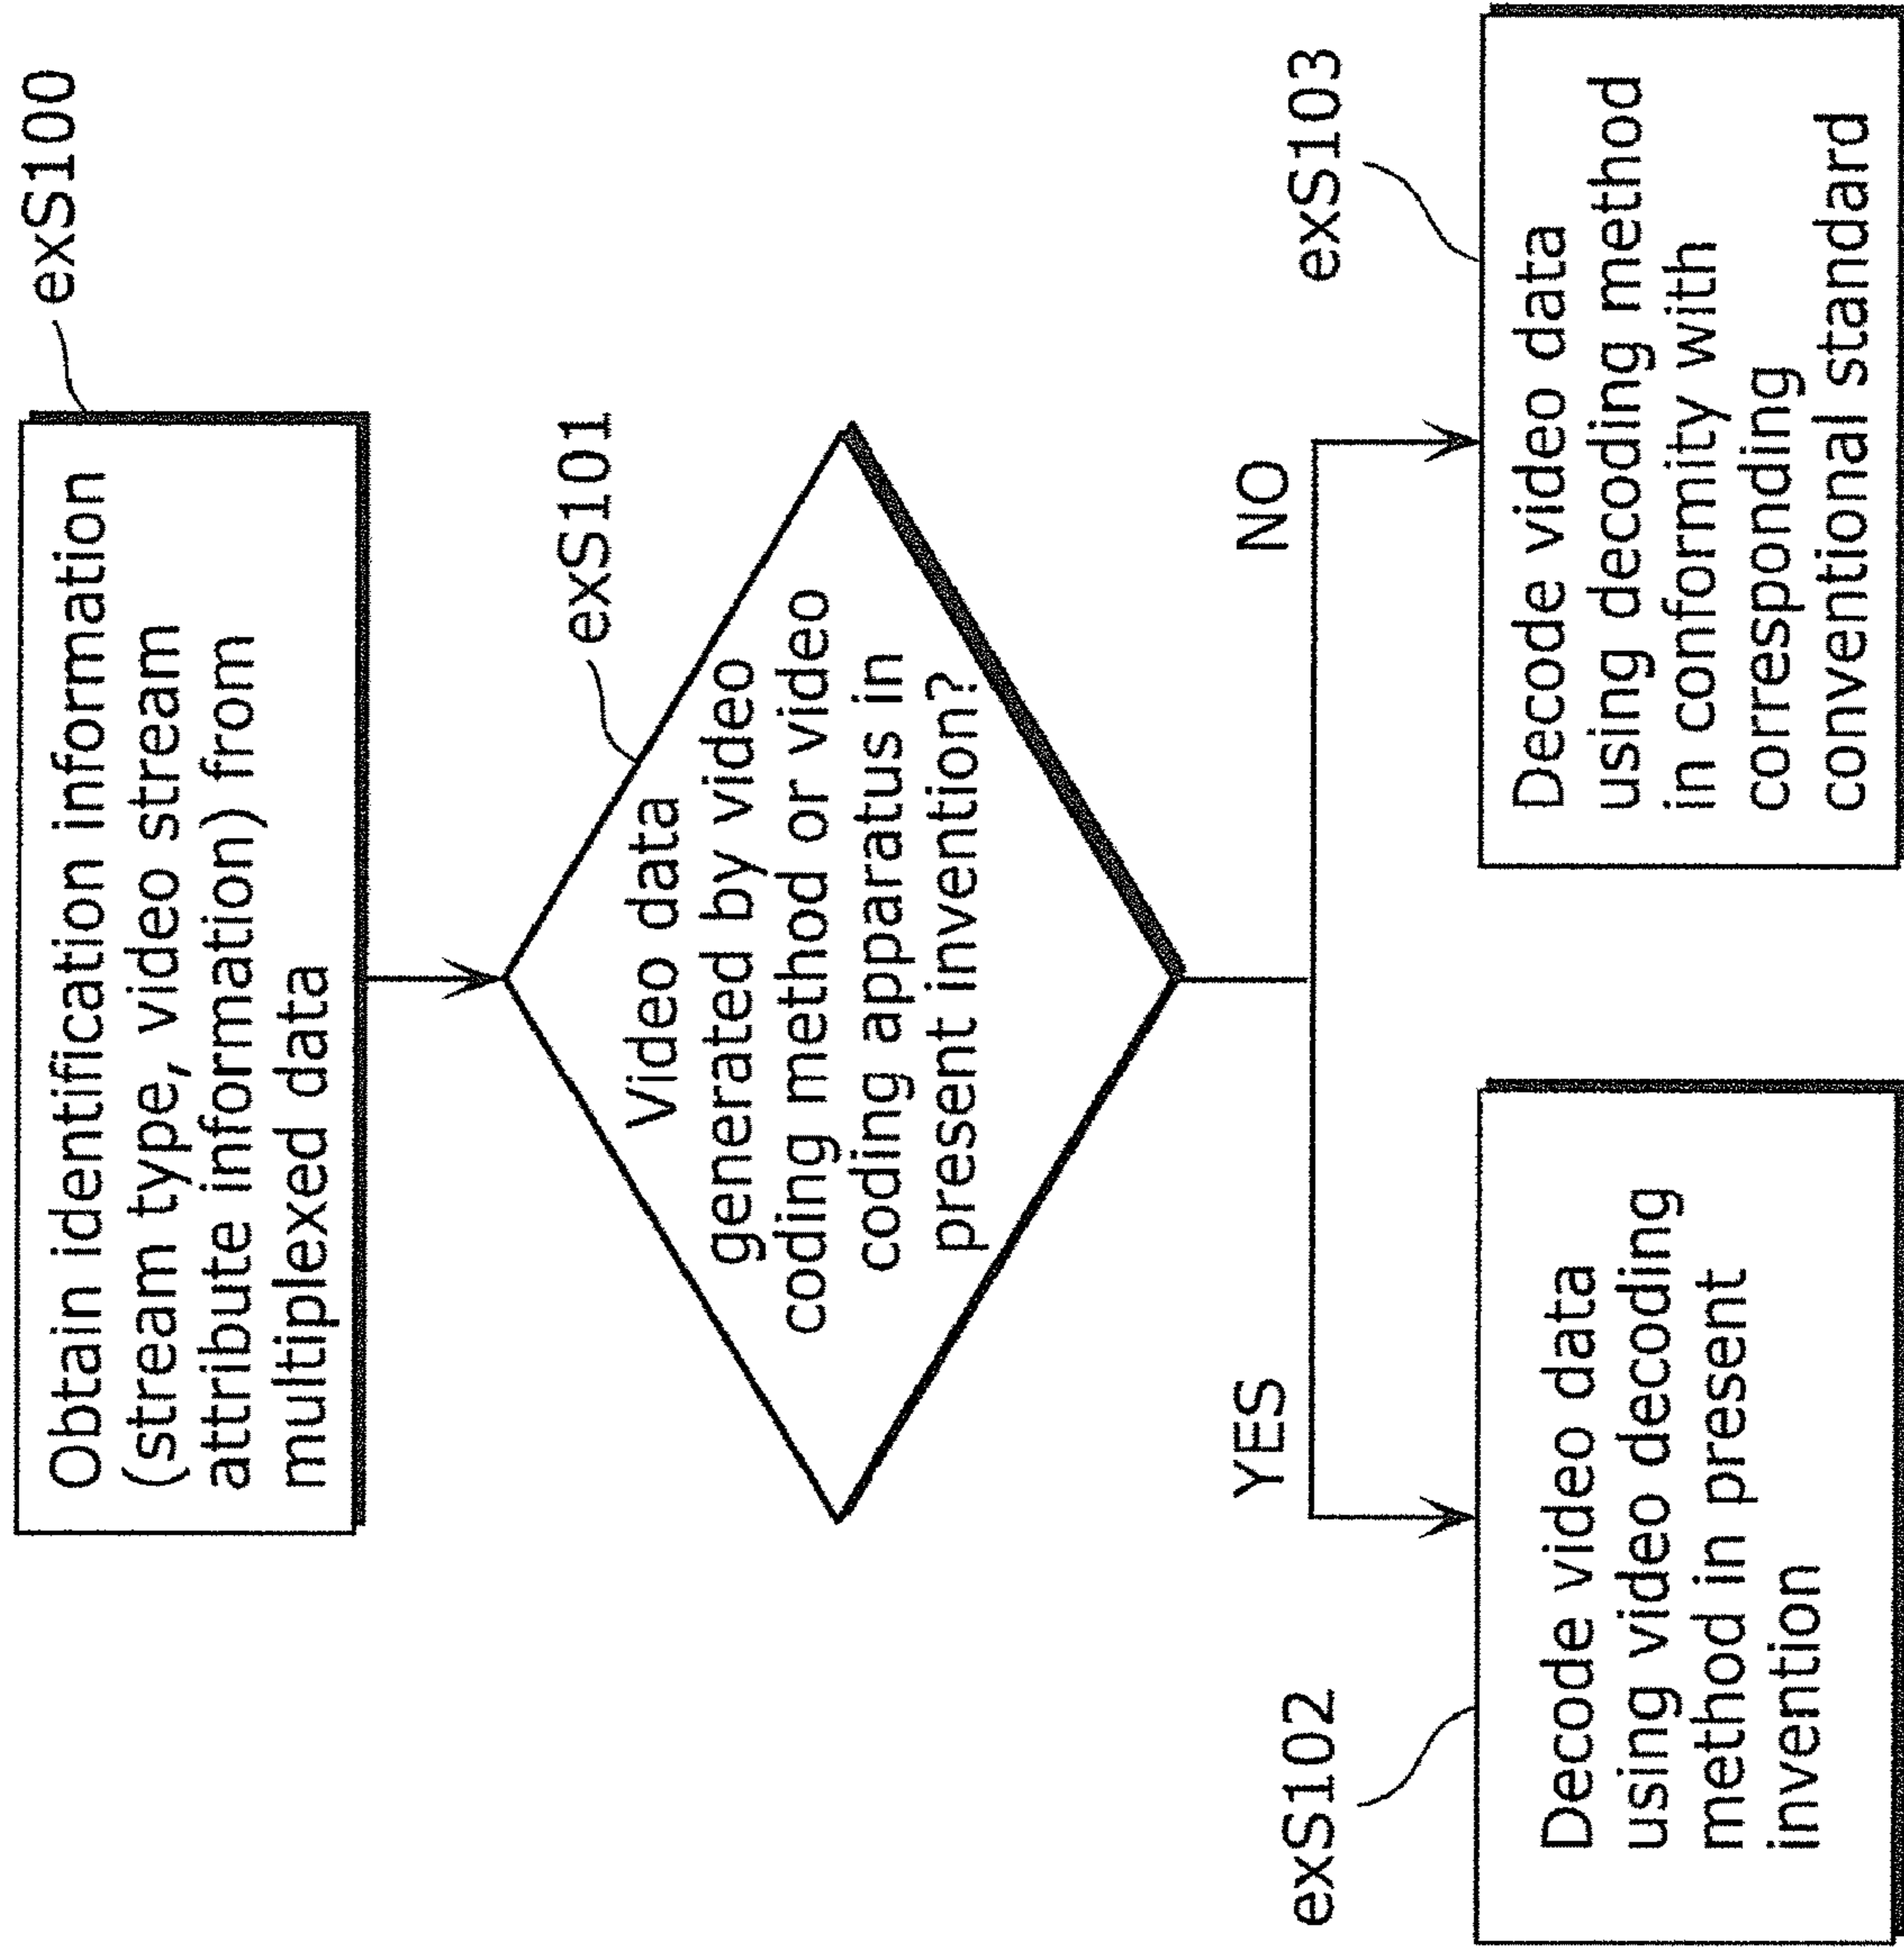 exS100
Obtain identification information
(stream type, video stream
attribute information) from
multiplexed data
exS101
Video data
generated by video
coding method or video
coding apparatus in
present invention?
YES
NO
exS102
Decode video data
using video decoding
method in present
invention
exS103
Decode video data
using decoding method
in conformity with
corresponding
conventional standard